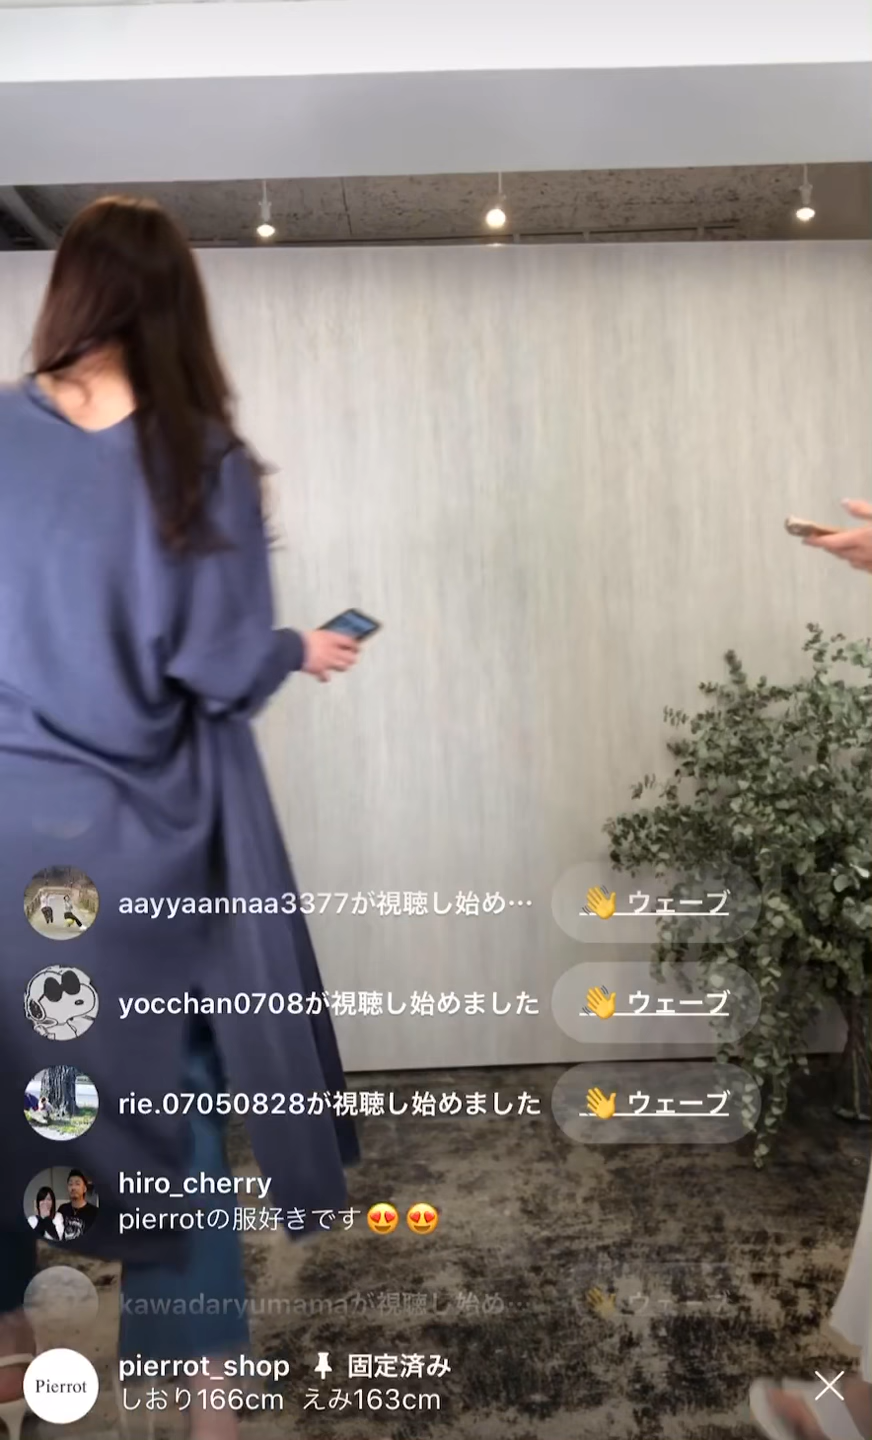 aayyaannaa3377が視聴し始め…
👋 ウェーブ
yocchan0708が視聴し始めました
👋 ウェーブ
rie.07050828が視聴し始めました
👋 ウェーブ
hiro_cherry
pierrotの服好きです😍😍
kawadaryumamaが視聴し始め…
👋 ウェーブ
Pierrot
pierrot_shop 📌 固定済み
しおり166cm えみ163cm